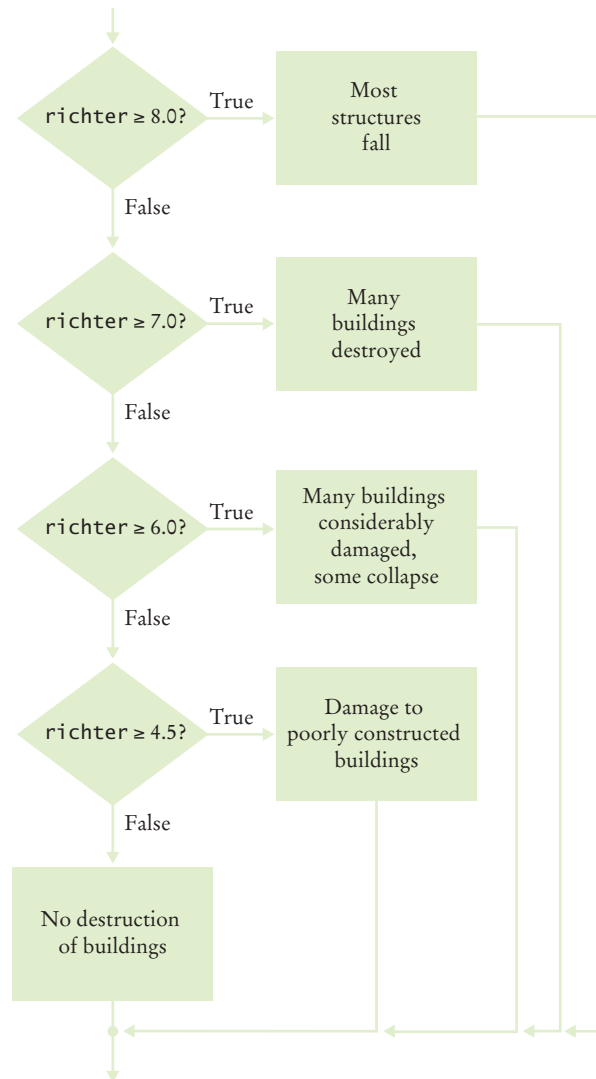 richter ≥ 8.0?
True
Most
structures
fall
False
richter ≥ 7.0?
True
Many
buildings
destroyed
False
richter ≥ 6.0?
True
Many buildings
considerably
damaged,
some collapse
False
richter ≥ 4.5?
True
Damage to
poorly constructed
buildings
False
No destruction
of buildings